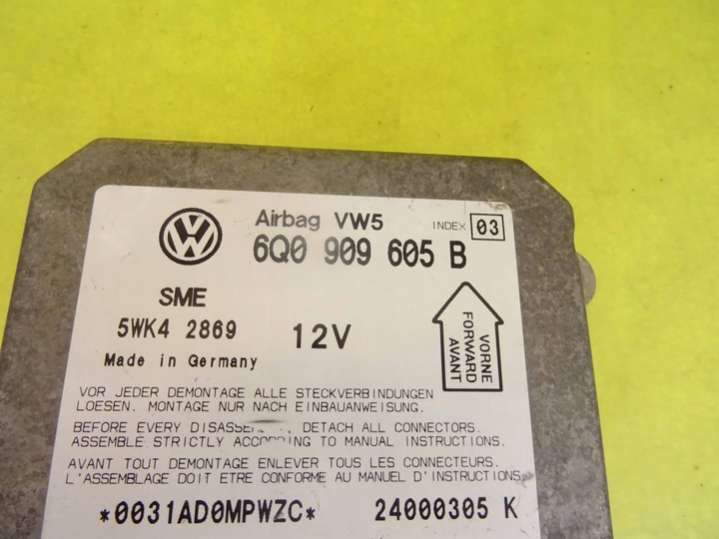 Airbag VW5 INDEX 03
6Q0 909 605 B
SME
5WK4 2869 12V
Made in Germany
VORNE
FORWARD
AVANT
VOR JEDER DEMONTAGE ALLE STECKVERBINDUNGEN
LOESEN. MONTAGE NUR NACH EINBAUANWEISUNG.
BEFORE EVERY DETACH ALL CONNECTORS.
ASSEMBLE STRICTLY ACCORDING TO MANUAL INSTRUCTIONS.
AVANT TOUT DEMONTAGE ENLEVER TOUS LES CONNECTEURS.
L'ASSEMBLAGE DOIT ETRE CONFORME AU MANUEL D'INSTRUCTIONS.
*0031AD0MPWZC* 24000305 K